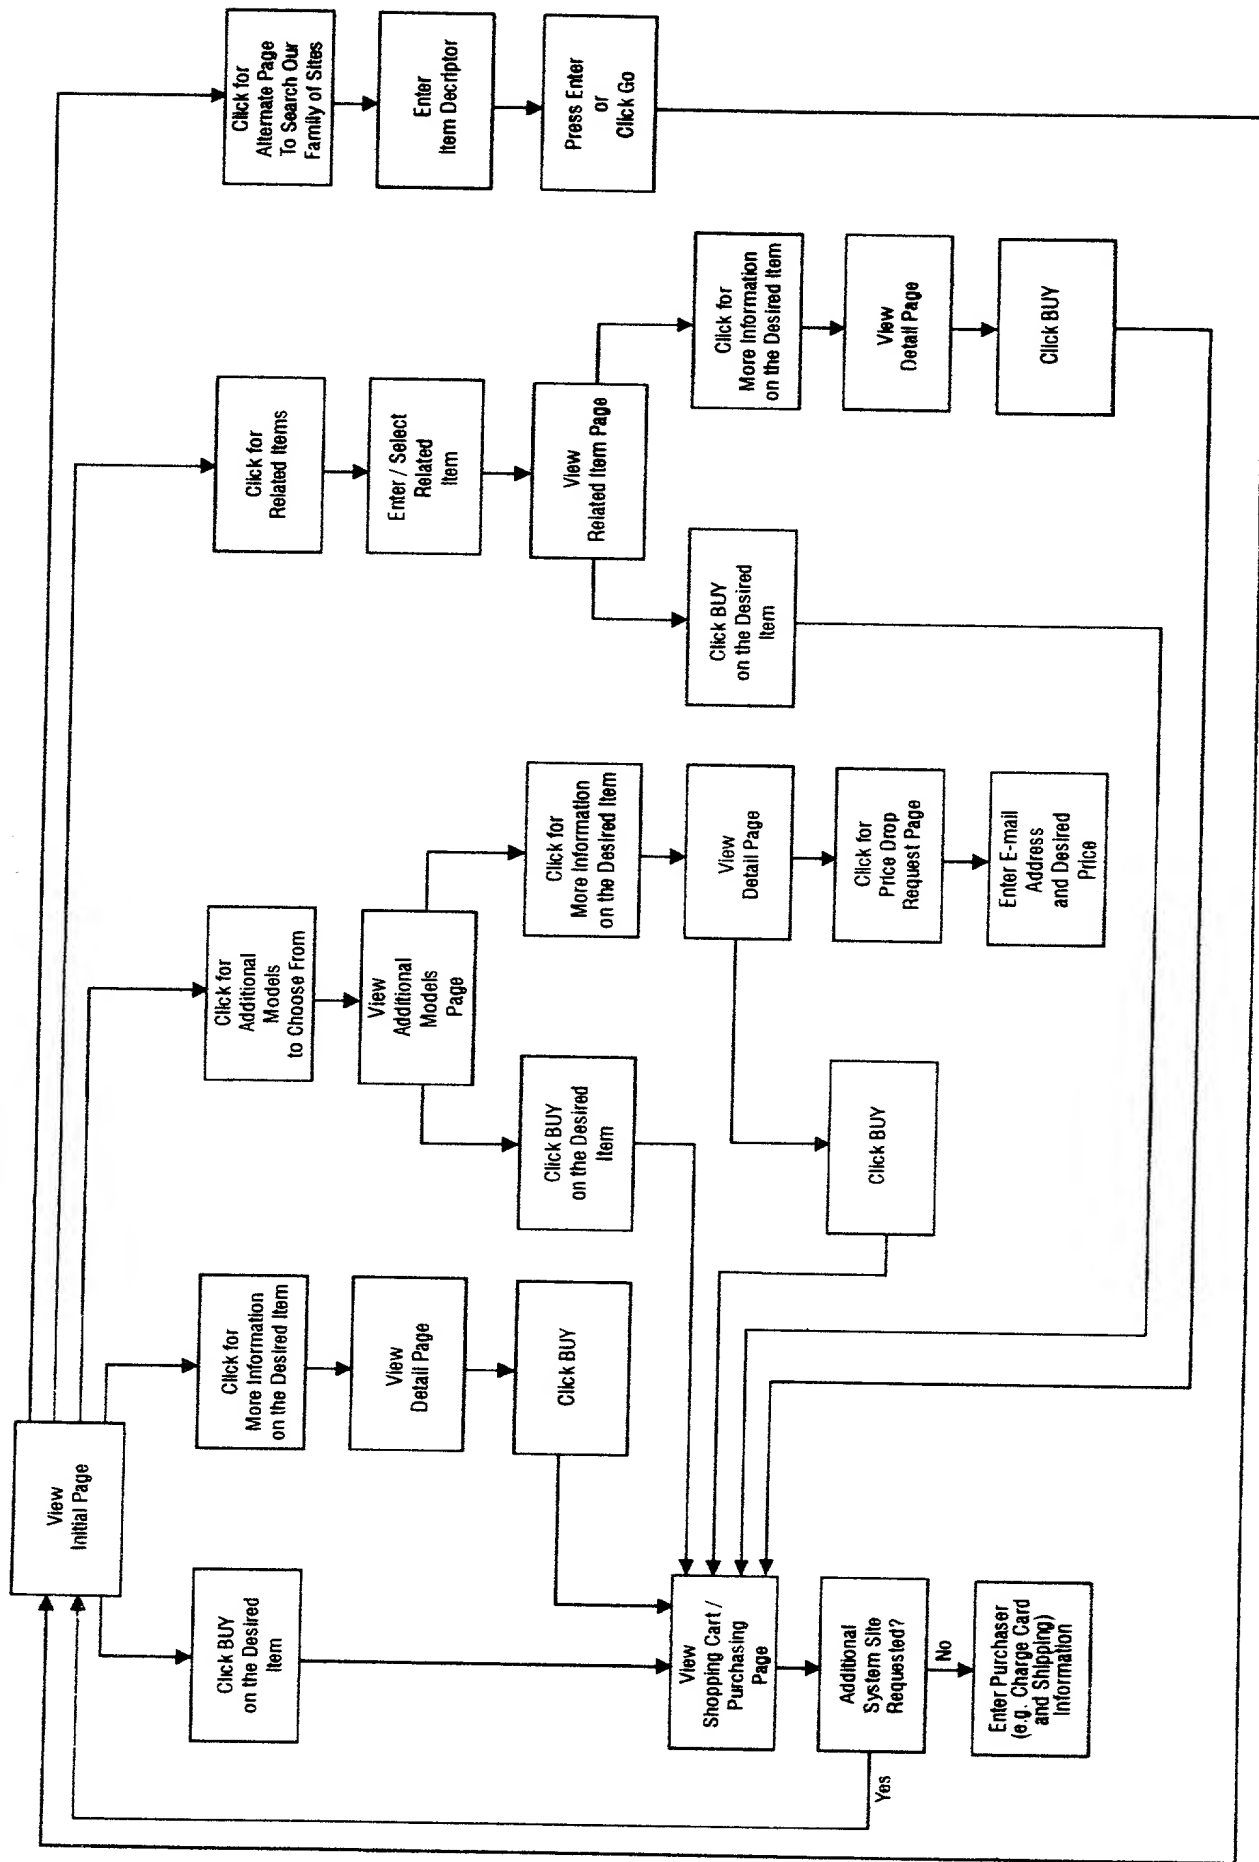 View
Initial Page
Click BUY
on the Desired
Item
Click for
More Information
on the Desired Item
View
Detail Page
Click BUY
Click for
Additional
Models
to Choose From
View
Additional
Models
Page
Click BUY
on the Desired
Item
Click for
More Information
on the Desired Item
View
Detail Page
Click BUY
Click for
Price Drop
Request Page
Enter E-mail
Address
and Desired
Price
Click for
Related Items
Enter / Select
Related
Item
View
Related Item Page
Click BUY
on the Desired
Item
Click for
More Information
on the Desired Item
View
Detail Page
Click BUY
Click for
Alternate Page
To Search Our
Family of Sites
Enter
Item Decriptor
Press Enter
or
Click Go
View
Shopping Cart /
Purchasing
Page
Additional
System Site
Requested?
Yes
No
Enter Purchaser
(e.g. Charge Card
and Shipping)
Information